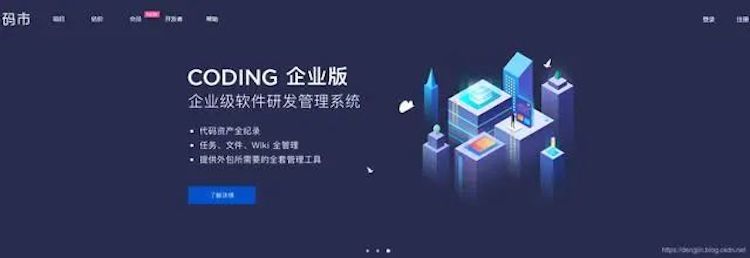 码市
项目 估价 会员 NEW 开发者 帮助 登录 注册
CODING 企业版
企业级软件研发管理系统
代码资产全纪录
任务、文件、Wiki 全管理
提供外包所需要的全套管理工具
了解详情
https://dengjin.blog.csdn.net